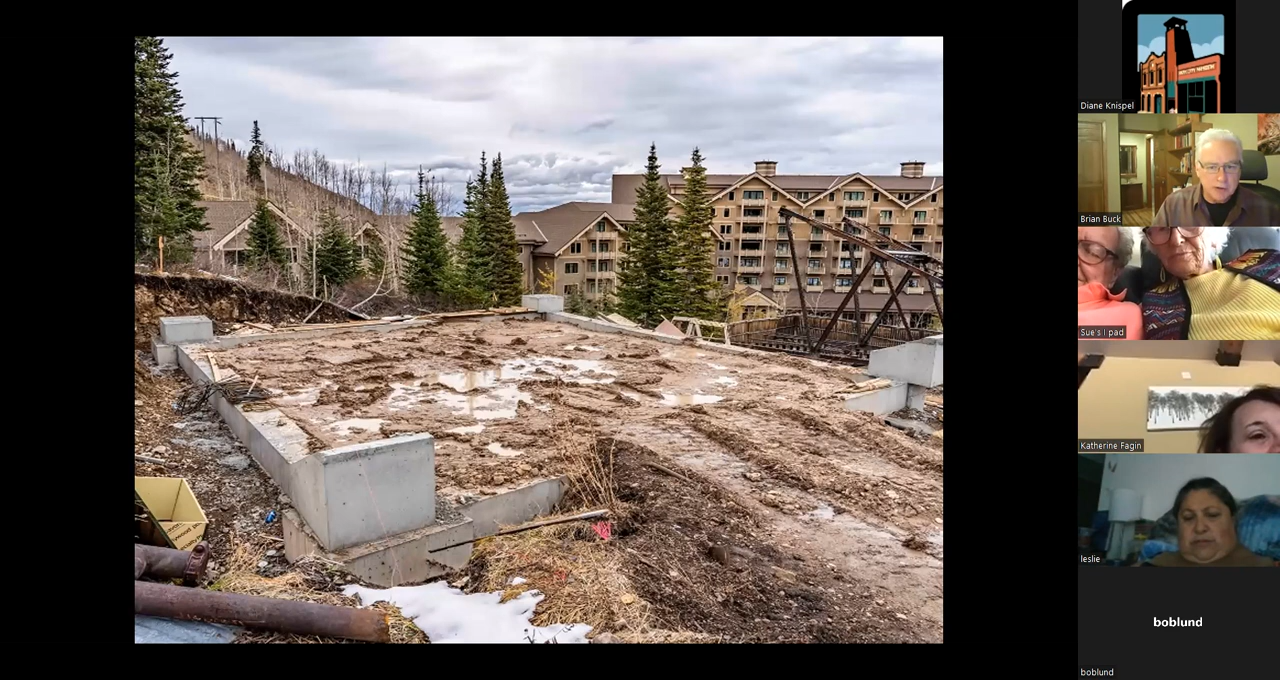 Diane Knispel
Brian Buck
Sue's I pad
Katherine Fagin
leslie
boblund
boblund